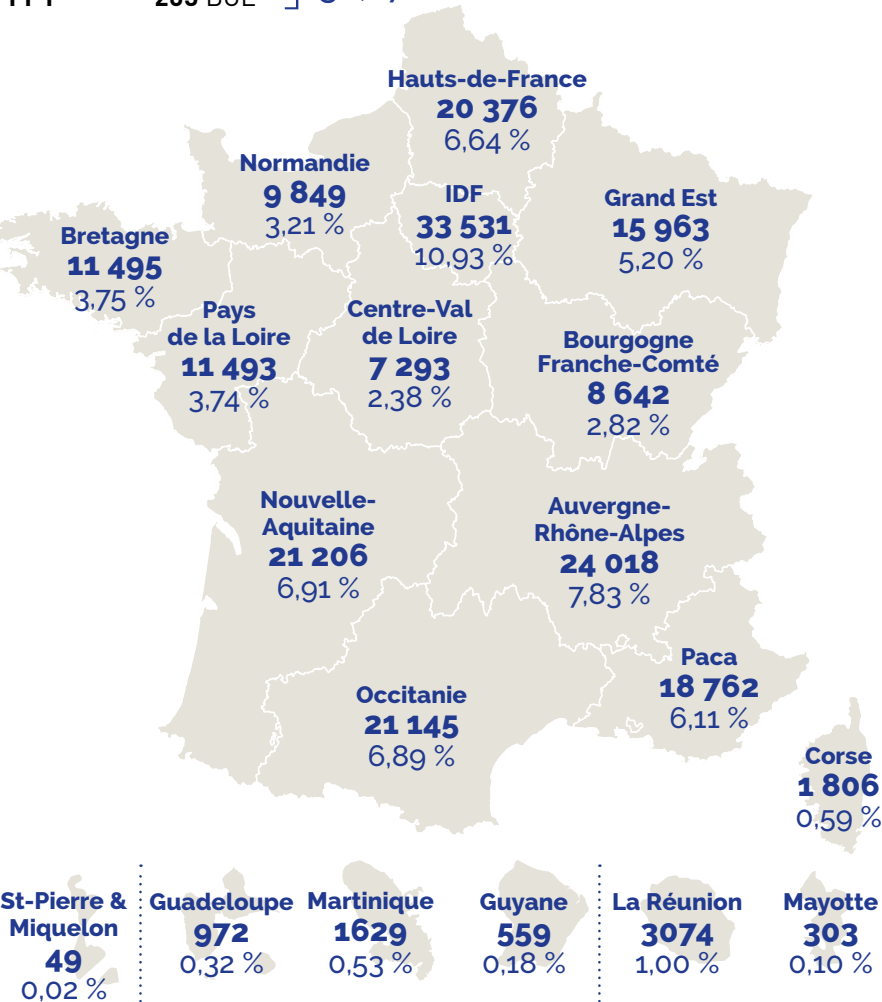 Hauts-de-France
20 376
6,64 %
Normandie
9 849
3,21 %
IDF
33 531
10,93 %
Grand Est
15 963
5,20 %
Bretagne
11 495
3,75 %
Pays
de la Loire
11 493
3,74 %
Centre-Val
de Loire
7 293
2,38 %
Bourgogne
Franche-Comté
8 642
2,82 %
Nouvelle-
Aquitaine
21 206
6,91 %
Auvergne-
Rhône-Alpes
24 018
7,83 %
Paca
18 762
6,11 %
Occitanie
21 145
6,89 %
Corse
1 806
0,59 %
St-Pierre &
Miquelon
49
0,02 %
Guadeloupe
972
0,32 %
Martinique
1629
0,53 %
Guyane
559
0,18 %
La Réunion
3074
1,00 %
Mayotte
303
0,10 %